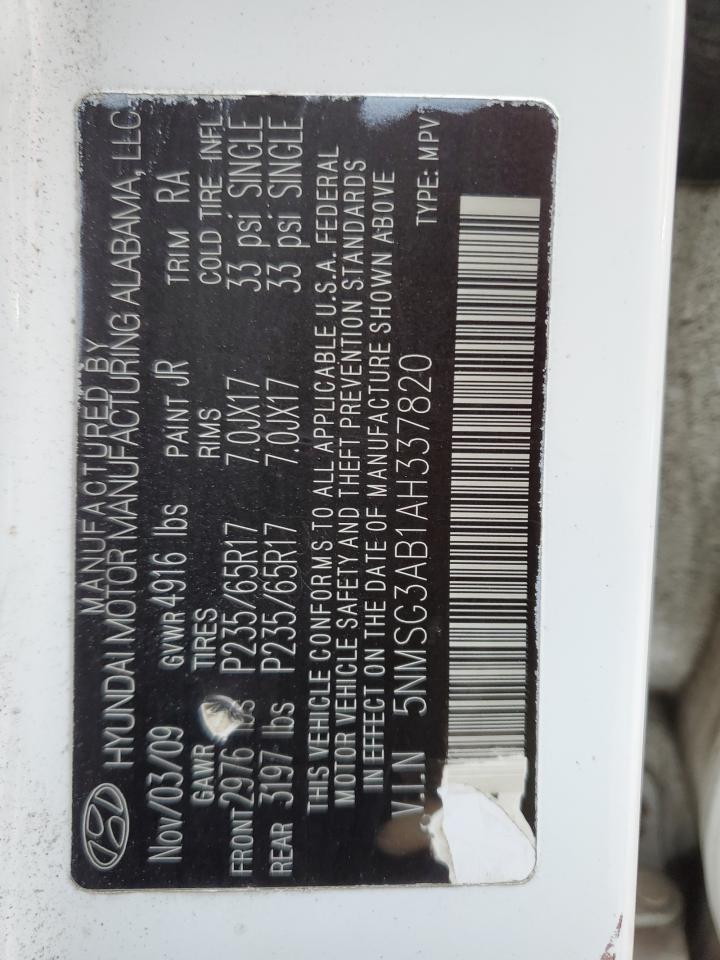 MANUFACTURED BY
HYUNDAI MOTOR MANUFACTURING ALABAMA, LLC
Nov/03/09 GVWR 4916 lbs PAINT JR TRIM RA
GAWR TIRES RIMS COLD TIRE INFL
FRONT 2976 lbs P235/65R17 7.0JX17 33 psi SINGLE
REAR 3197 lbs P235/65R17 7.0JX17 33 psi SINGLE
THIS VEHICLE CONFORMS TO ALL APPLICABLE U.S.A. FEDERAL
MOTOR VEHICLE SAFETY AND THEFT PREVENTION STANDARDS
IN EFFECT ON THE DATE OF MANUFACTURE SHOWN ABOVE
V.I.N 5NMSG3AB1AH337820 TYPE: MPV